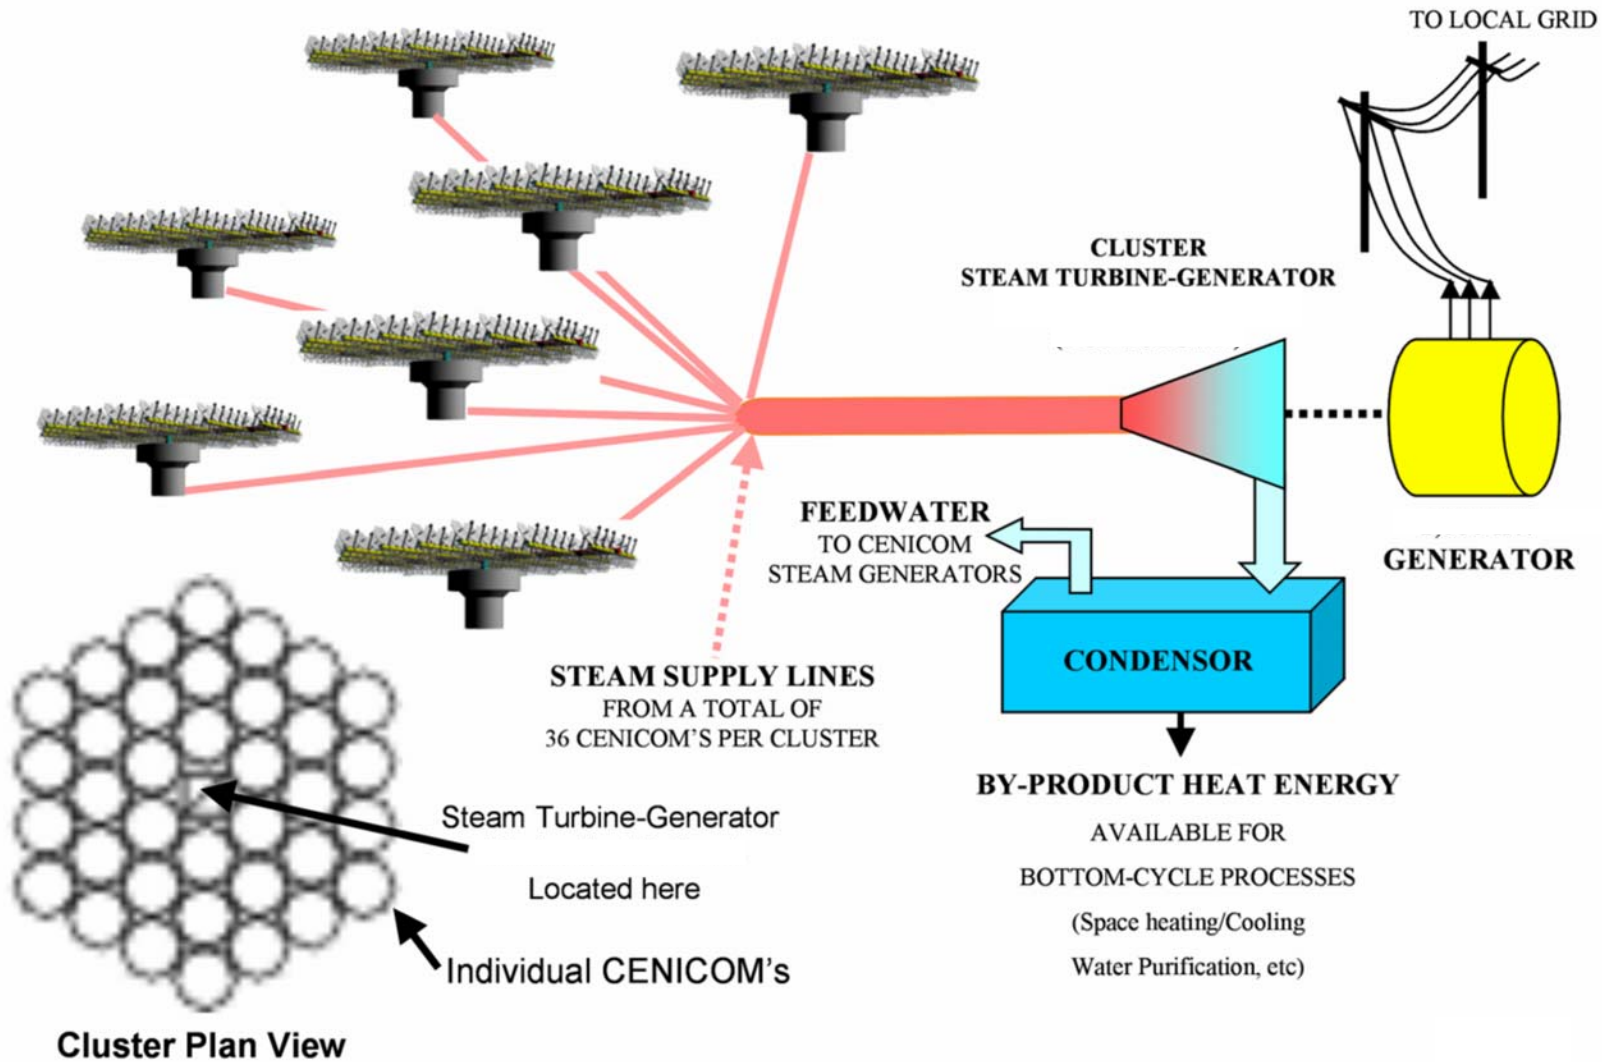 TO LOCAL GRID
CLUSTER
STEAM TURBINE-GENERATOR
FEEDWATER
TO CENICOM
STEAM GENERATORS
GENERATOR
CONDENSOR
STEAM SUPPLY LINES
FROM A TOTAL OF
36 CENICOM'S PER CLUSTER
BY-PRODUCT HEAT ENERGY
AVAILABLE FOR
BOTTOM-CYCLE PROCESSES
(Space heating/Cooling
Water Purification, etc)
Steam Turbine-Generator
Located here
Individual CENICOM's
Cluster Plan View